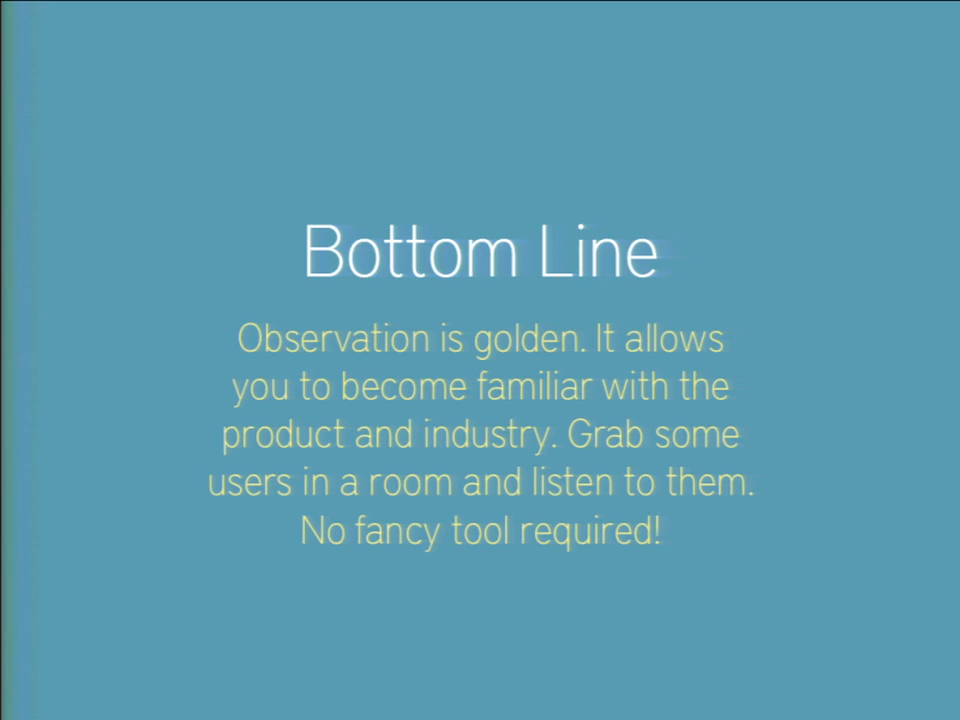 Bottom Line
Observation is golden. It allows
you to become familiar with the
product and industry. Grab some
users in a room and listen to them.
No fancy tool required!